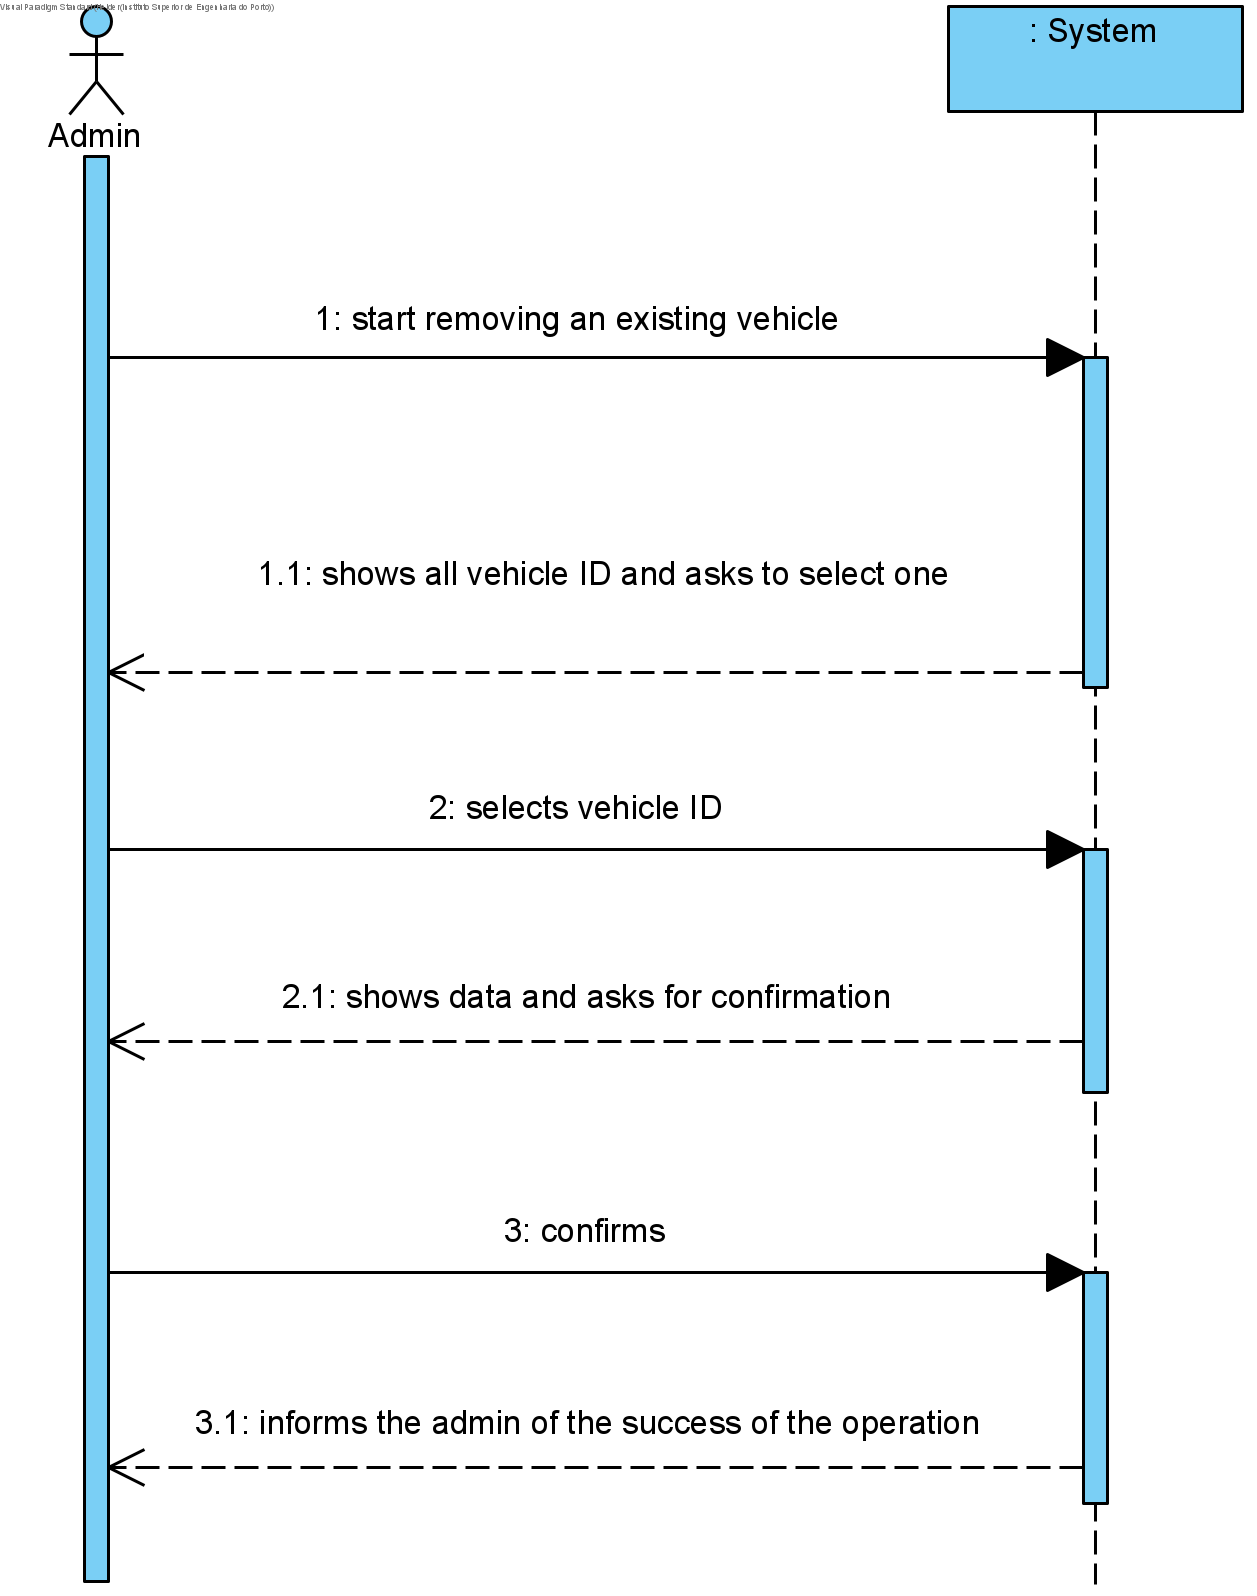 Visual Paradigm Standard (Instituto Superior de Engenharia do Porto))
: System
Admin
1: start removing an existing vehicle
1.1: shows all vehicle ID and asks to select one
2: selects vehicle ID
2.1: shows data and asks for confirmation
3: confirms
3.1: informs the admin of the success of the operation